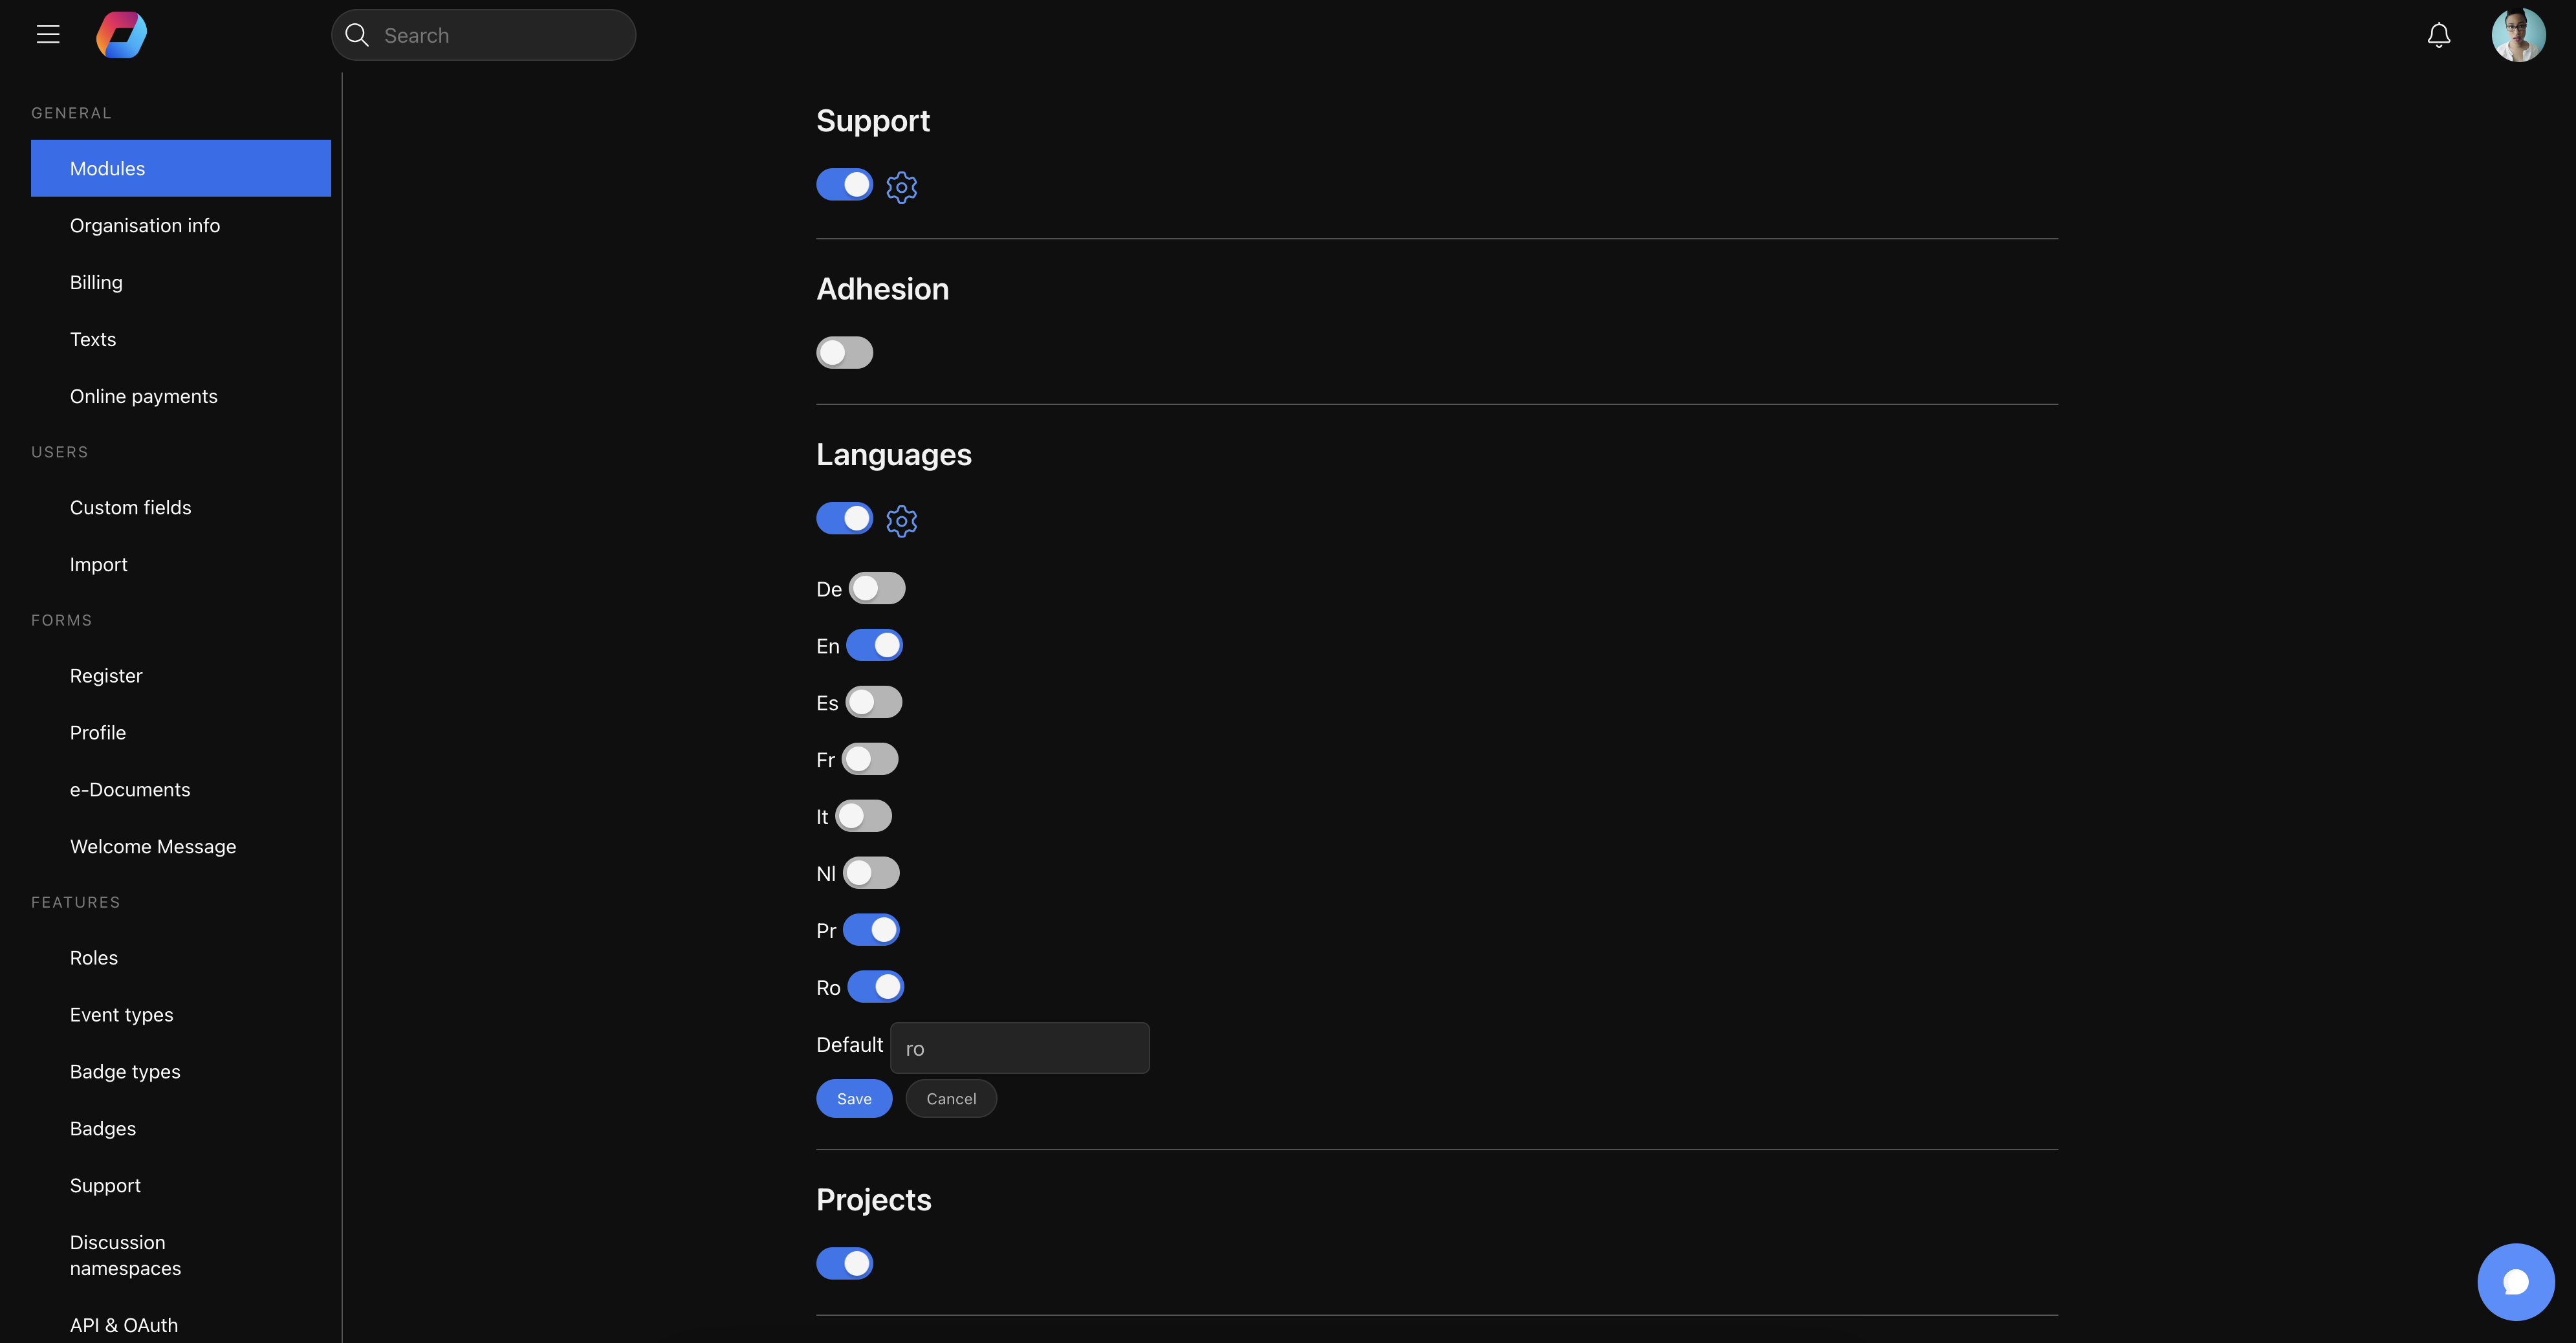 Search
GENERAL
Modules
Organisation info
Billing
Texts
Online payments
USERS
Custom fields
Import
FORMS
Register
Profile
e-Documents
Welcome Message
FEATURES
Roles
Event types
Badge types
Badges
Support
Discussion
namespaces
API & OAuth
Support
Adhesion
Languages
De
En
Es
Fr
It
Nl
Pr
Ro
Default ro
Save Cancel
Projects